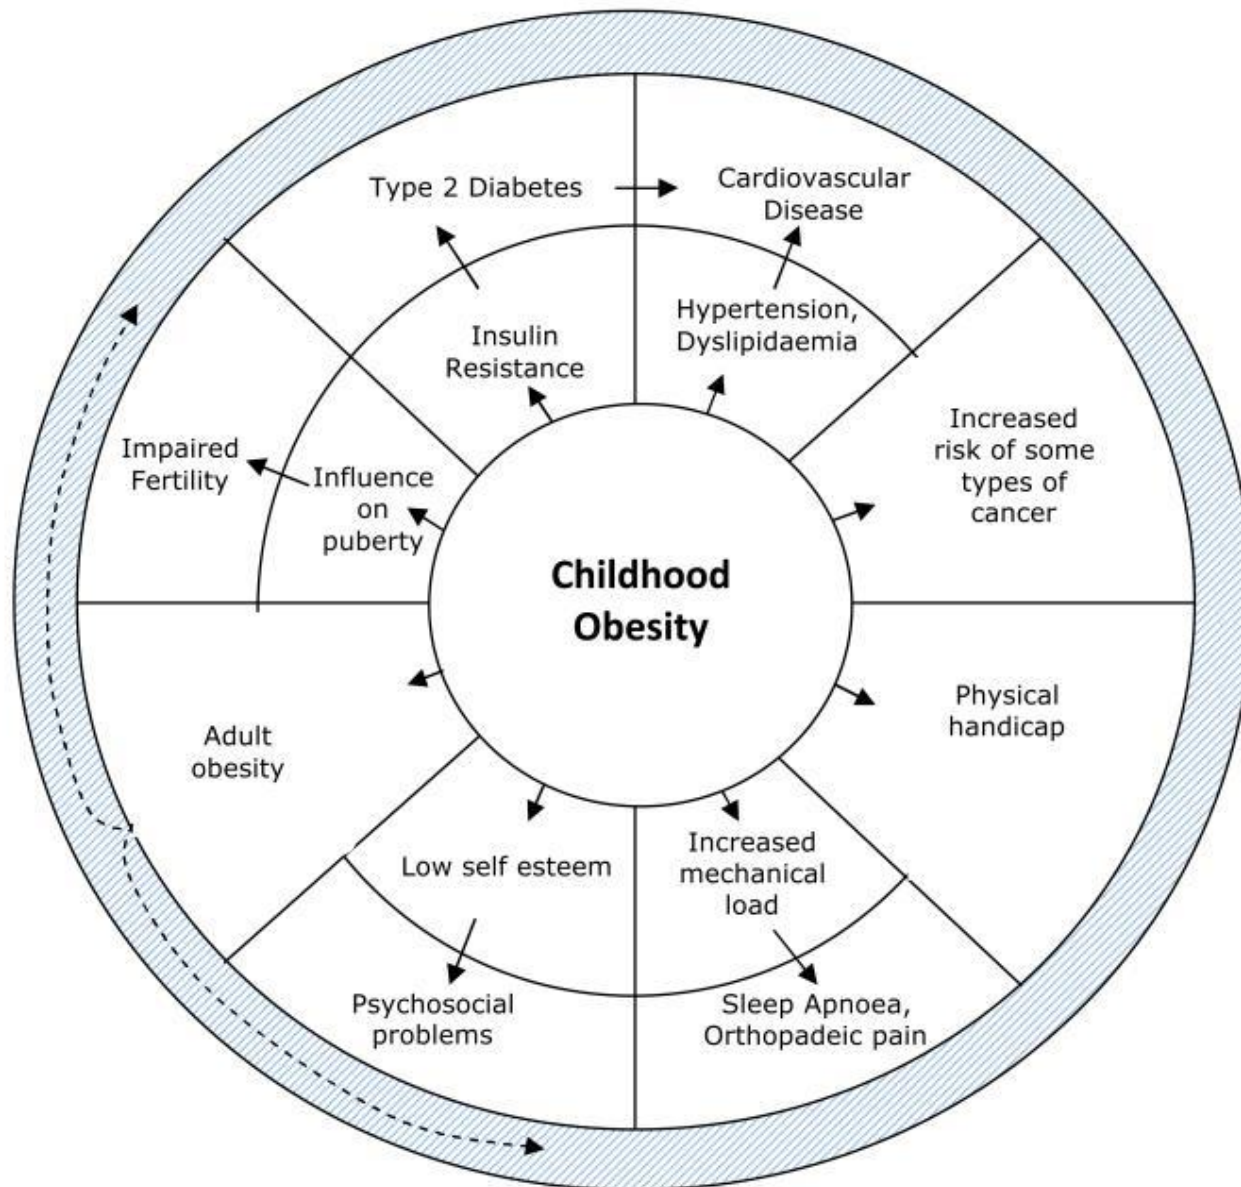 Type 2 Diabetes
Cardiovascular
Disease
Insulin
Resistance
Hypertension,
Dyslipidaemia
Impaired
Fertility
Influence
on
puberty
Increased
risk of some
types of
cancer
Childhood
Obesity
Adult
obesity
Physical
handicap
Low self esteem
Increased
mechanical
load
Psychosocial
problems
Sleep Apnoea,
Orthopadeic pain